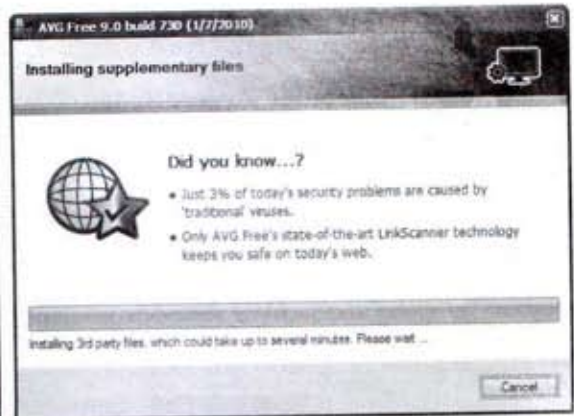 AVG Free 9.0 build 730 (1/7/2010)
Installing supplementary files
Did you know...?
• Just 3% of today's security problems are caused by
'traditional' viruses.
• Only AVG Free's state-of-the-art LinkScanner technology
keeps you safe on today's web.
Installing 3rd party files, which could take up to several minutes. Please wait ...
Cancel